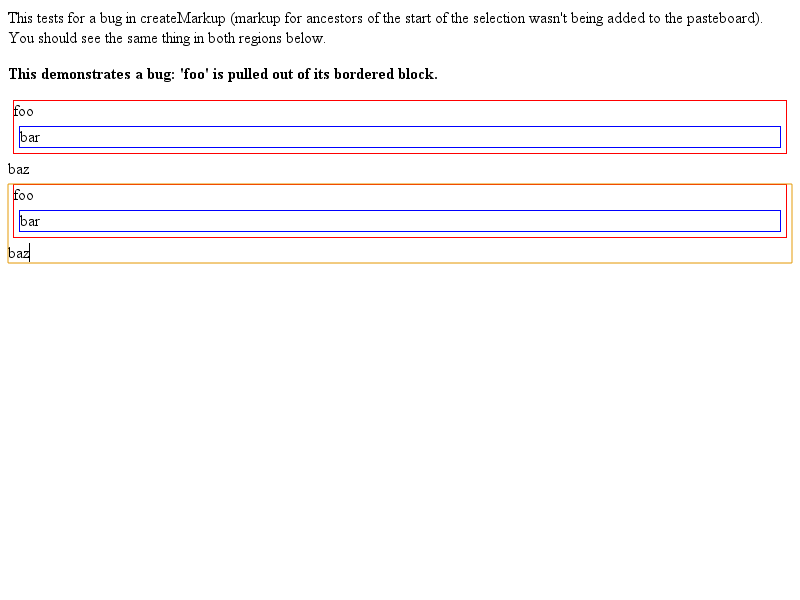 This tests for a bug in createMarkup (markup for ancestors of the start of the selection wasn't being added to the pasteboard).
You should see the same thing in both regions below.
This demonstrates a bug: 'foo' is pulled out of its bordered block.
foo
bar
baz
foo
bar
baz